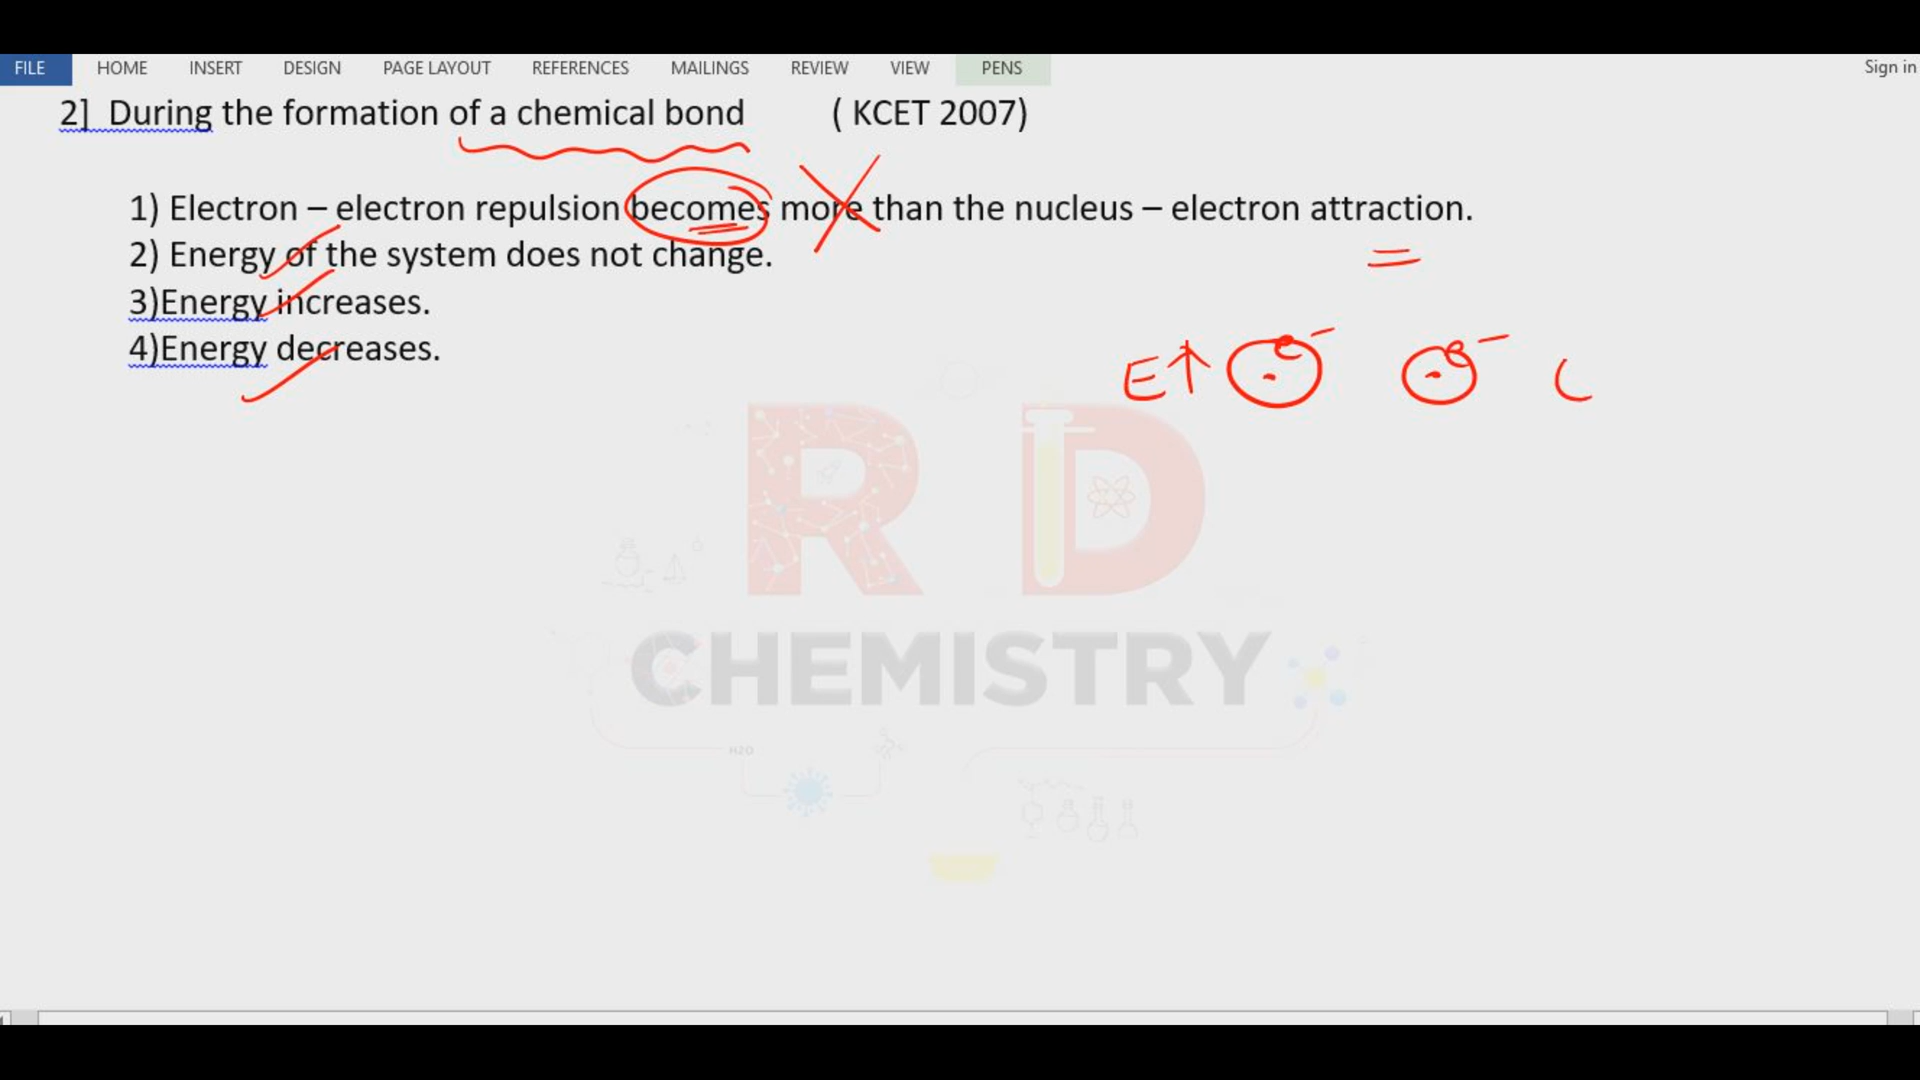 FILE HOME INSERT DESIGN PAGE LAYOUT REFERENCES MAILINGS REVIEW VIEW PENS Sign in
2] During the formation of a chemical bond ( KCET 2007)
1) Electron – electron repulsion becomes more than the nucleus – electron attraction.
2) Energy of the system does not change.
3)Energy increases.
4)Energy decreases.
E↑ e⁻ e⁻
R D
CHEMISTRY
H2O